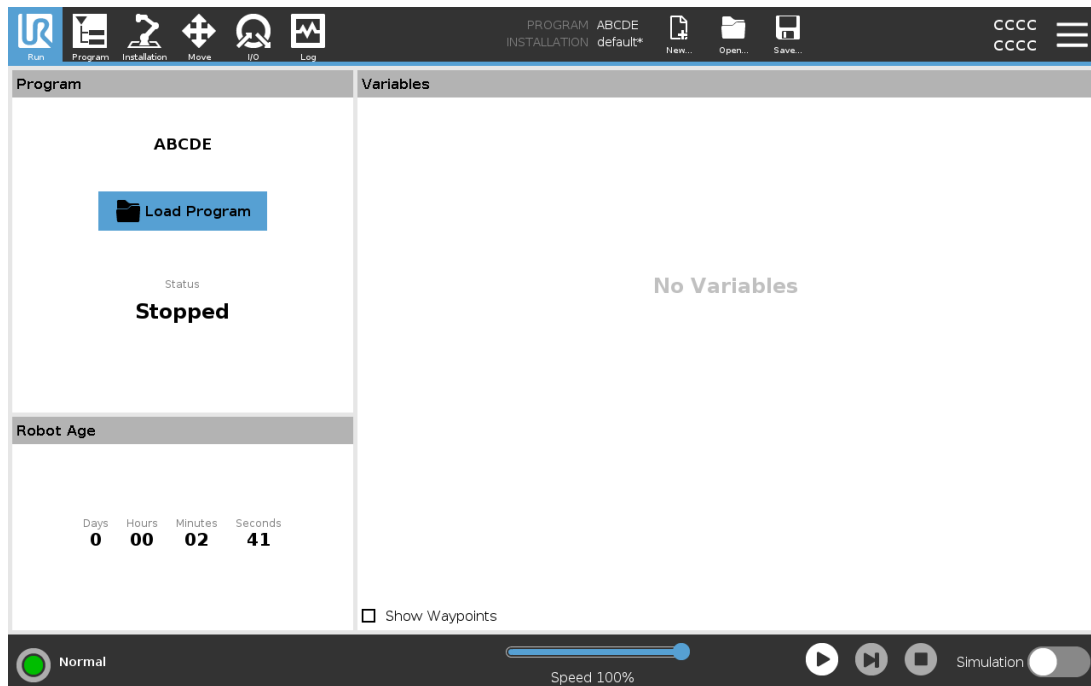 UR
Run
Program
Installation
Move
I/O
Log
PROGRAM ABCDE
INSTALLATION default*
New...
Open...
Save...
CCCC
CCCC
Program
ABCDE
Load Program
Status
Stopped
Variables
No Variables
Robot Age
Days Hours Minutes Seconds
0 00 02 41
Show Waypoints
Normal
Speed 100%
Simulation